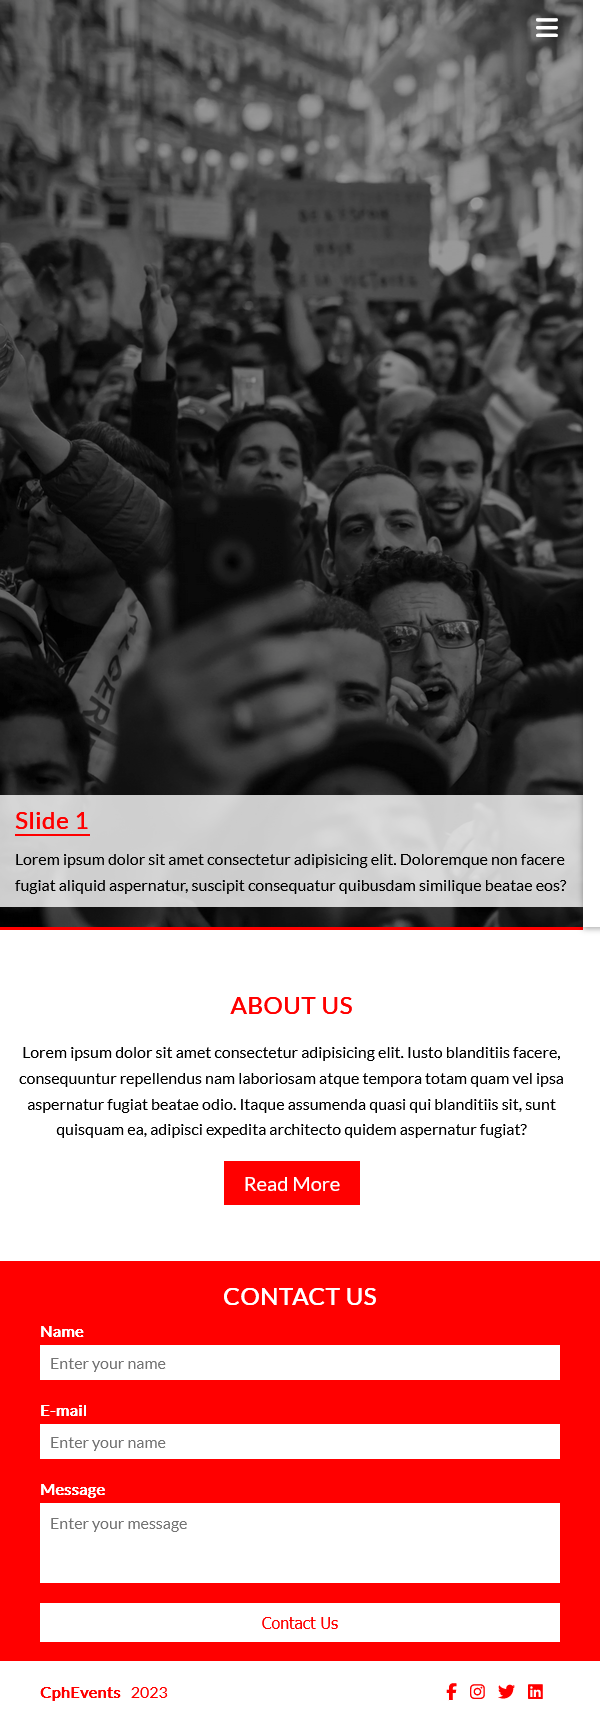 Slide 1
Lorem ipsum dolor sit amet consectetur adipisicing elit. Doloremque non facere
fugiat aliquid aspernatur, suscipit consequatur quibusdam similique beatae eos?
ABOUT US
Lorem ipsum dolor sit amet consectetur adipisicing elit. Iusto blanditiis facere,
consequuntur repellendus nam laboriosam atque tempora totam quam vel ipsa
aspernatur fugiat beatae odio. Itaque assumenda quasi qui blanditiis sit, sunt
quisquam ea, adipisci expedita architecto quidem aspernatur fugiat?
Read More
CONTACT US
Name
Enter your name
E-mail
Enter your name
Message
Enter your message
Contact Us
CphEvents 2023